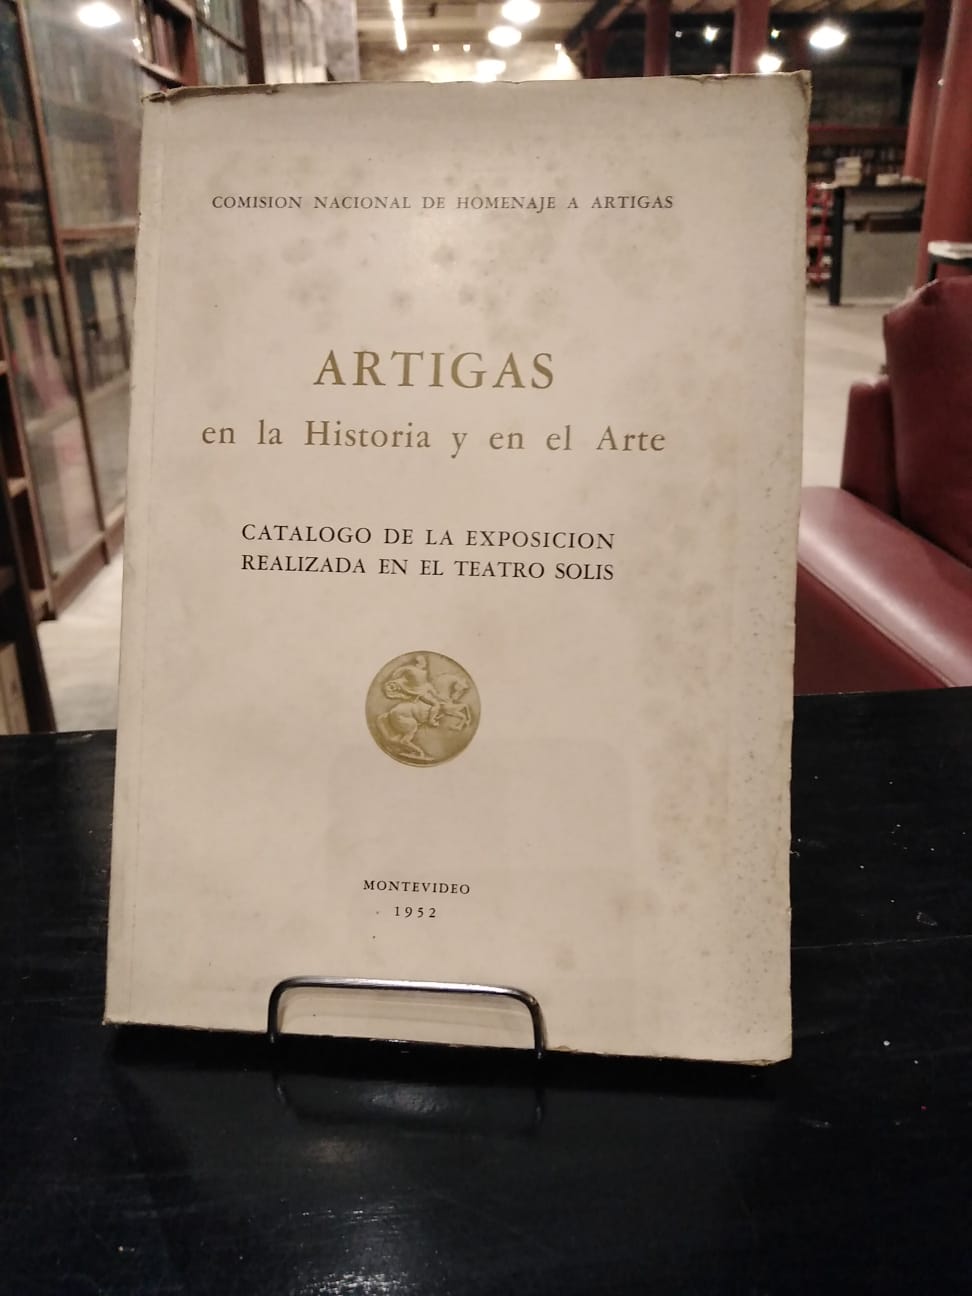 COMISION NACIONAL DE HOMENAJE A ARTIGAS
ARTIGAS
en la Historia y en el Arte
CATALOGO DE LA EXPOSICION
REALIZADA EN EL TEATRO SOLIS
MONTEVIDEO
1952